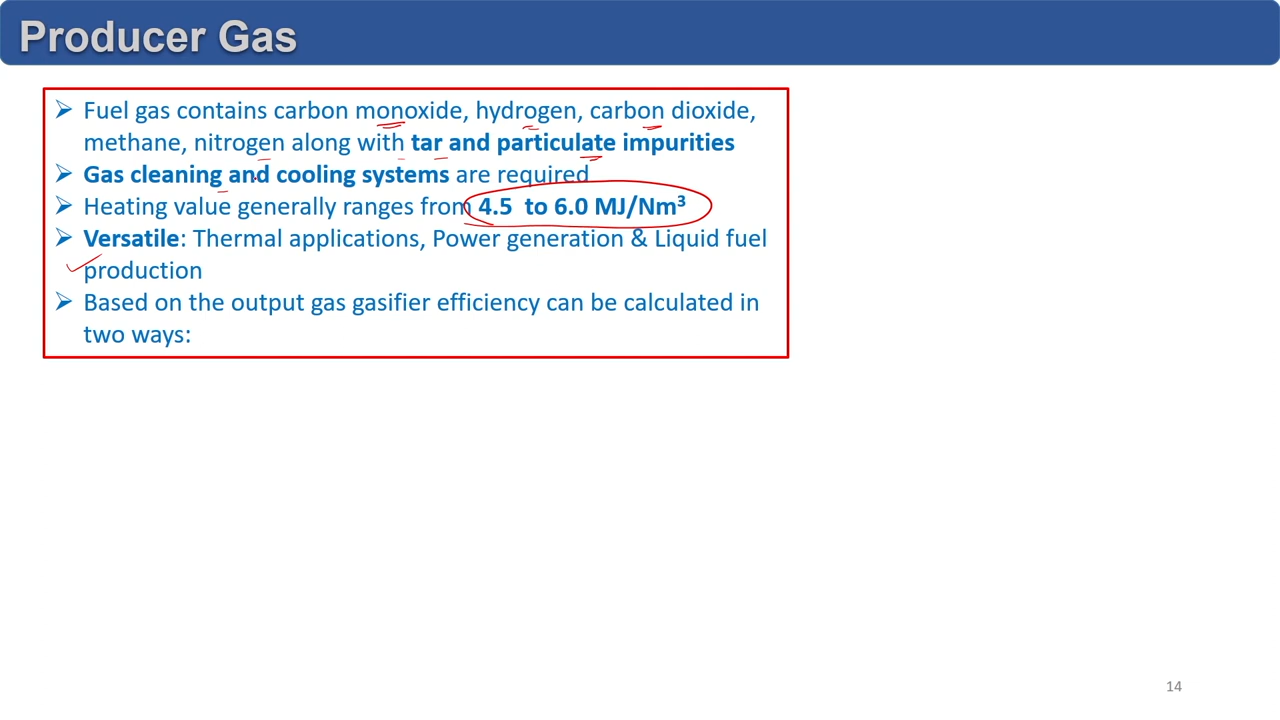 Producer Gas
➢ Fuel gas contains carbon monoxide, hydrogen, carbon dioxide,
methane, nitrogen along with tar and particulate impurities
➢ Gas cleaning and cooling systems are required
➢ Heating value generally ranges from 4.5 to 6.0 MJ/Nm³
➢ Versatile: Thermal applications, Power generation & Liquid fuel
production
➢ Based on the output gas gasifier efficiency can be calculated in
two ways:
14